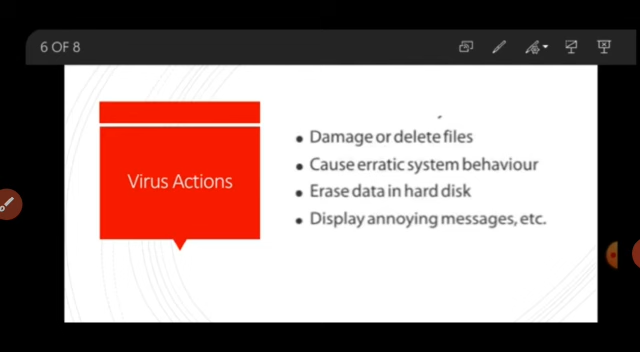 6 OF 8
Virus Actions
• Damage or delete files
• Cause erratic system behaviour
• Erase data in hard disk
• Display annoying messages, etc.